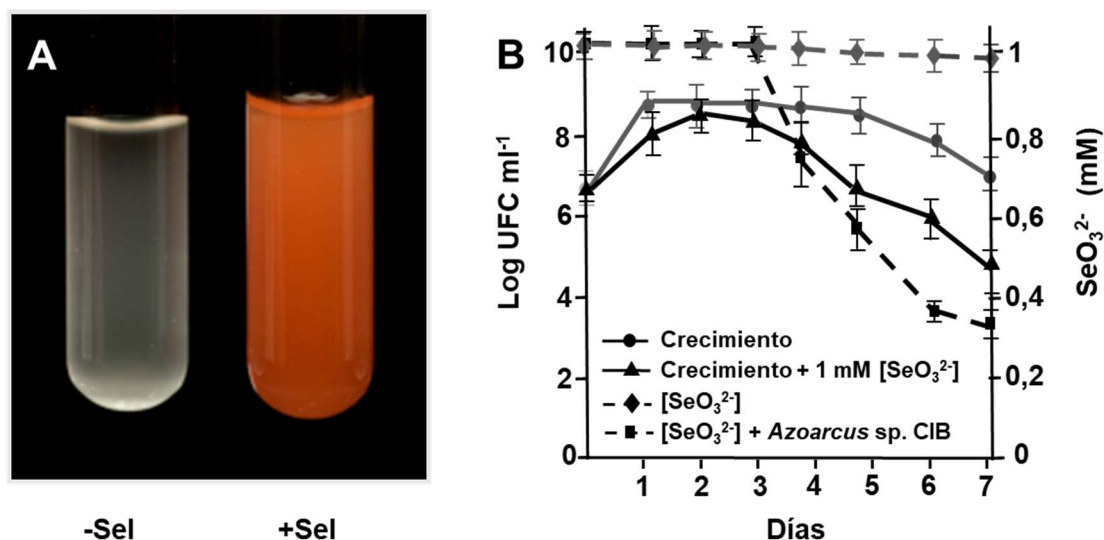 A
-Sel
+Sel
B
Log UFC ml-1
10
8
6
4
2
0
1
0,8
0,6
0,4
0,2
0
SeO32- (mM)
Crecimiento
Crecimiento + 1 mM [SeO32-]
[SeO32-]
[SeO32-] + Azoarcus sp. CIB
1 2 3 4 5 6 7
Días